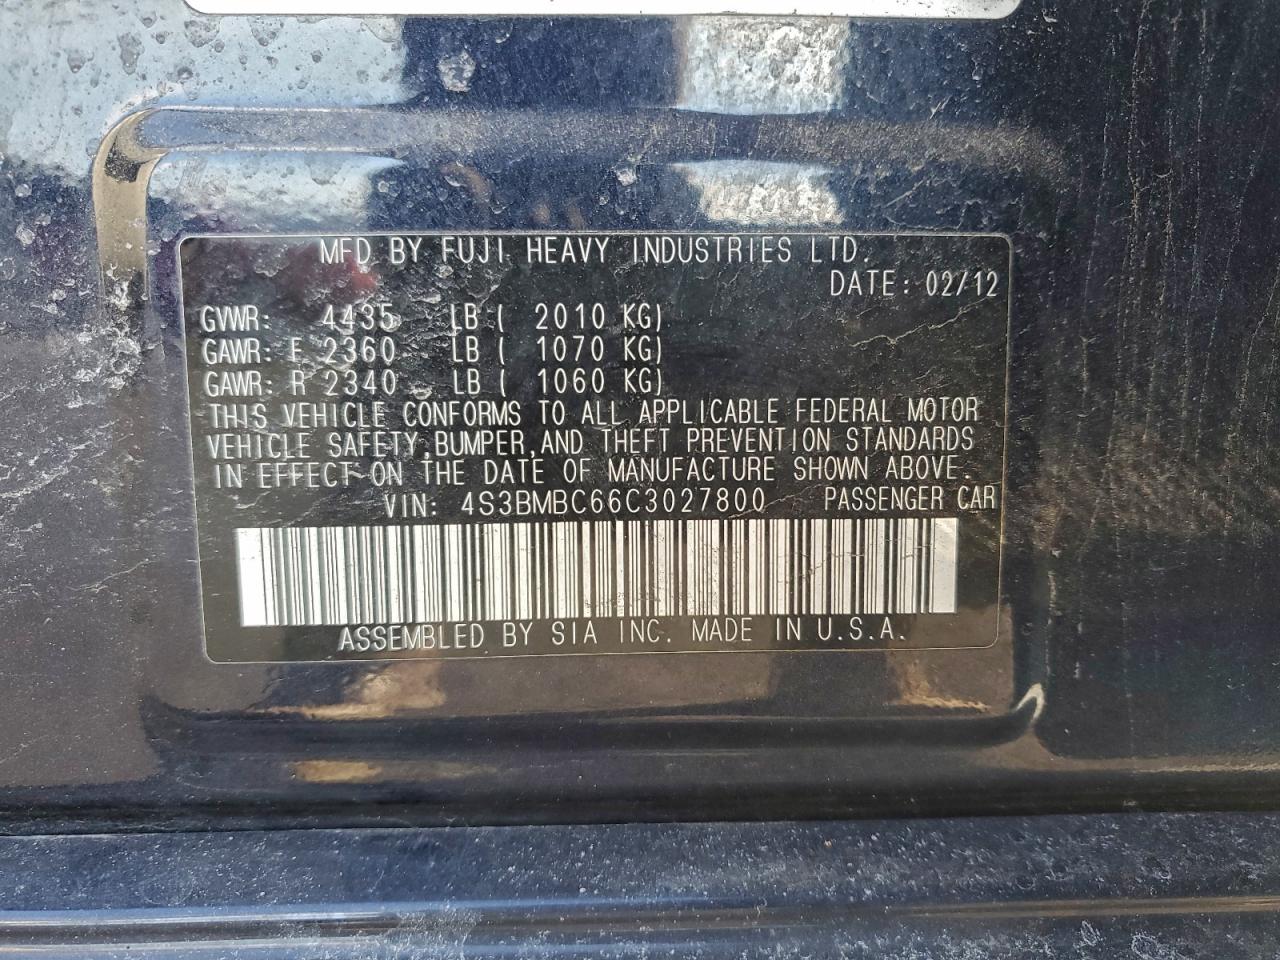 MFD BY FUJI HEAVY INDUSTRIES LTD.
DATE: 02/12
GVWR: 4435 LB ( 2010 KG)
GAWR: F 2360 LB ( 1070 KG)
GAWR: R 2340 LB ( 1060 KG)
THIS VEHICLE CONFORMS TO ALL APPLICABLE FEDERAL MOTOR
VEHICLE SAFETY,BUMPER,AND THEFT PREVENTION STANDARDS
IN EFFECT ON THE DATE OF MANUFACTURE SHOWN ABOVE.
VIN: 4S3BMBC66C3027800 PASSENGER CAR
ASSEMBLED BY SIA INC. MADE IN U.S.A.